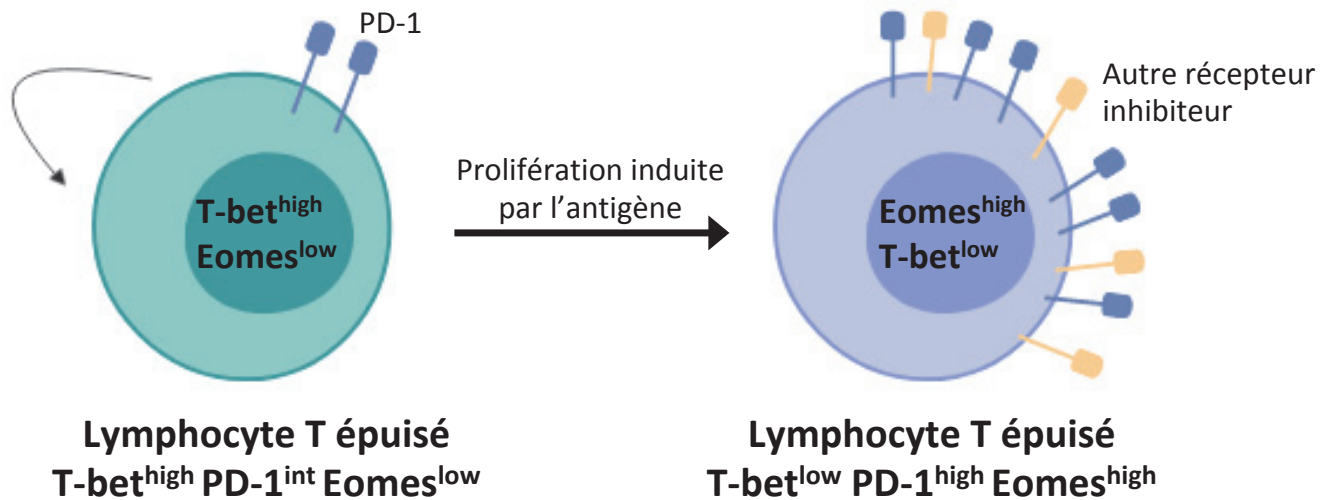 PD-1
Autre récepteur
inhibiteur
Prolifération induite
par l’antigène
T-bethigh
Eomeslow
Eomeshigh
T-betlow
Lymphocyte T épuisé
T-bethigh PD-1int Eomeslow
Lymphocyte T épuisé
T-betlow PD-1high Eomeshigh